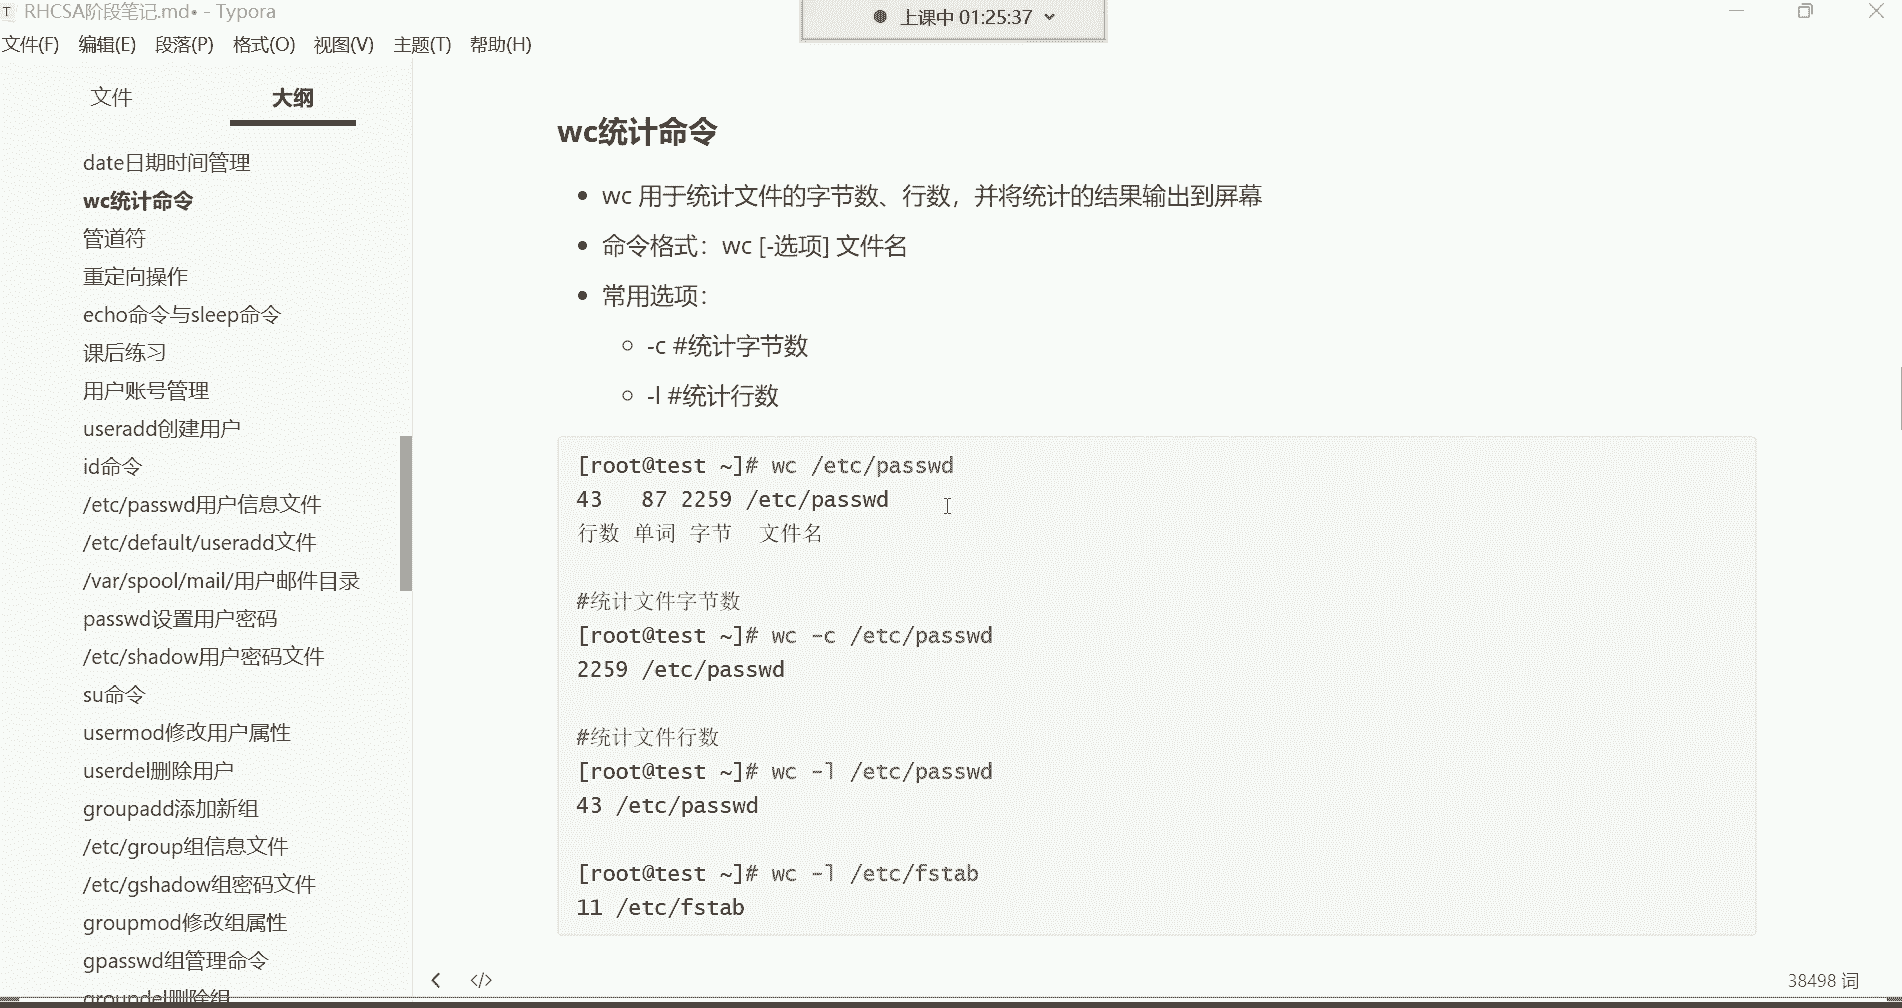 RHCSA阶段笔记.md• - Typora
上课中 01:25:37
文件(F) 编辑(E) 段落(P) 格式(O) 视图(V) 主题(T) 帮助(H)
文件 大纲
date日期时间管理
wc统计命令
管道符
重定向操作
echo命令与sleep命令
课后练习
用户账号管理
useradd创建用户
id命令
/etc/passwd用户信息文件
/etc/default/useradd文件
/var/spool/mail/用户邮件目录
passwd设置用户密码
/etc/shadow用户密码文件
su命令
usermod修改用户属性
userdel删除用户
groupadd添加新组
/etc/group组信息文件
/etc/gshadow组密码文件
groupmod修改组属性
gpasswd组管理命令
groupdel删除组
wc统计命令
wc 用于统计文件的字节数、行数，并将统计的结果输出到屏幕
命令格式：wc [-选项] 文件名
常用选项：
-c #统计字节数
-l #统计行数
[root@test ~]# wc /etc/passwd
43   87 2259 /etc/passwd
行数 单词 字节  文件名
#统计文件字节数
[root@test ~]# wc -c /etc/passwd
2259 /etc/passwd
#统计文件行数
[root@test ~]# wc -l /etc/passwd
43 /etc/passwd
[root@test ~]# wc -l /etc/fstab
11 /etc/fstab
38498 词